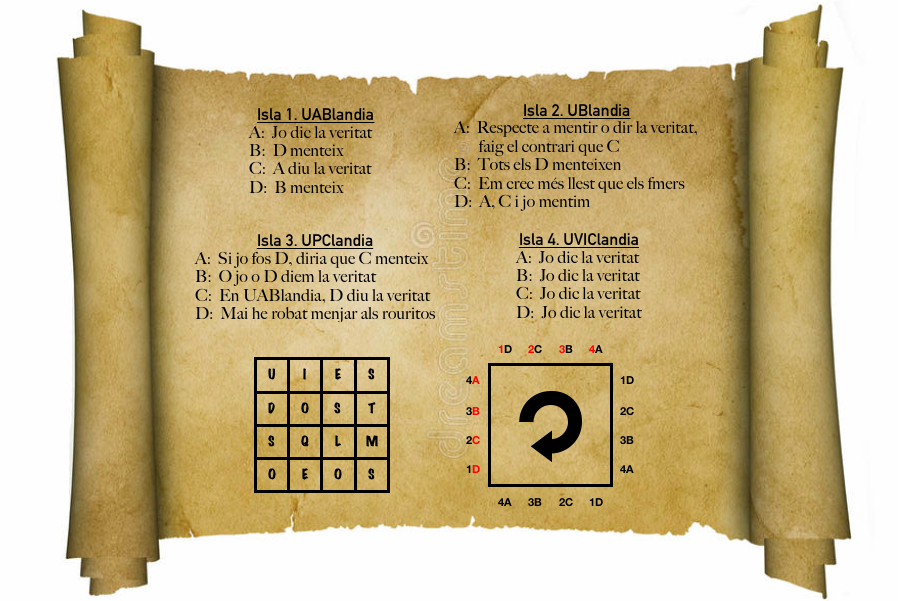 Isla 1. UABlandia
A: Jo dic la veritat
B: D menteix
C: A diu la veritat
D: B menteix
Isla 2. UBlandia
A: Respecte a mentir o dir la veritat,
faig el contrari que C
B: Tots els D menteixen
C: Em crec més llest que els fmers
D: A, C i jo mentim
Isla 3. UPClandia
A: Si jo fos D, diria que C menteix
B: O jo o D diem la veritat
C: En UABlandia, D diu la veritat
D: Mai he robat menjar als rouritos
Isla 4. UVIClandia
A: Jo dic la veritat
B: Jo dic la veritat
C: Jo dic la veritat
D: Jo dic la veritat
U I E S
D O S T
S Q L M
O E O S
1D 2C 3B 4A
4A 1D
3B 2C
2C 3B
1D 4A
4A 3B 2C 1D
dreamstime